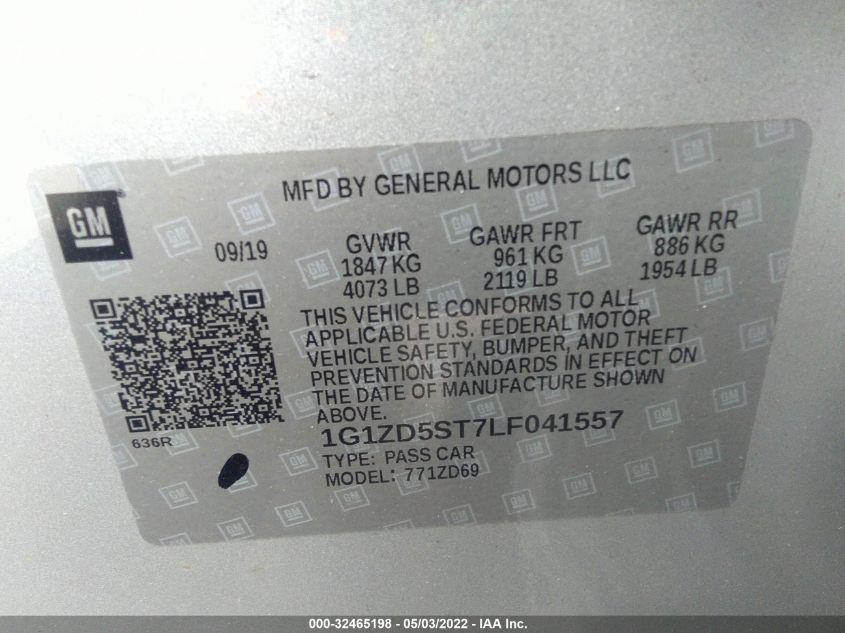 MFD BY GENERAL MOTORS LLC
GM
09/19
GVWR
1847 KG
4073 LB
GAWR FRT
961 KG
2119 LB
GAWR RR
886 KG
1954 LB
THIS VEHICLE CONFORMS TO ALL
APPLICABLE U.S. FEDERAL MOTOR
VEHICLE SAFETY, BUMPER, AND THEFT
PREVENTION STANDARDS IN EFFECT ON
THE DATE OF MANUFACTURE SHOWN
ABOVE.
636R
1G1ZD5ST7LF041557
TYPE: PASS CAR
MODEL: 771ZD69
000-32465198 - 05/03/2022 - IAA Inc.